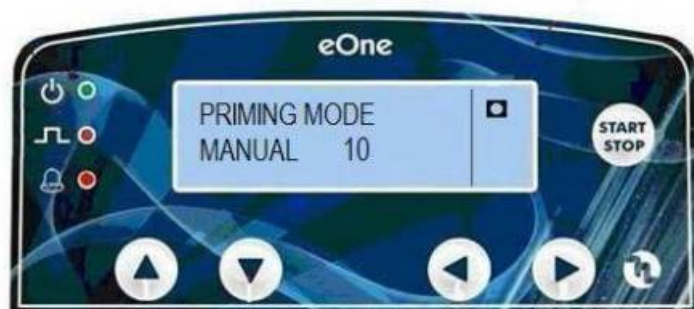 eOne
PRIMING MODE
MANUAL 10
START
STOP